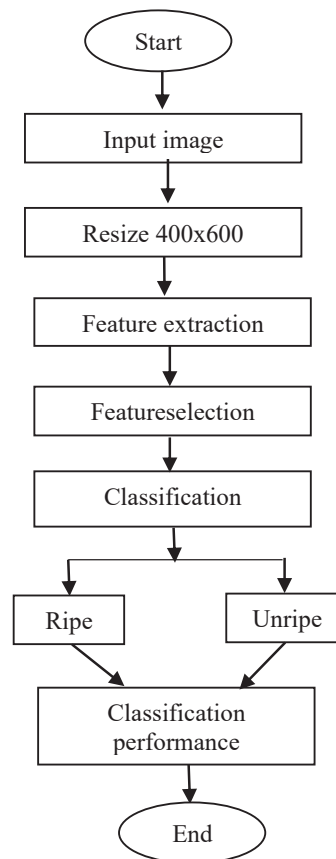 Start
Input image
Resize 400x600
Feature extraction
Featureselection
Classification
Ripe
Unripe
Classification
performance
End